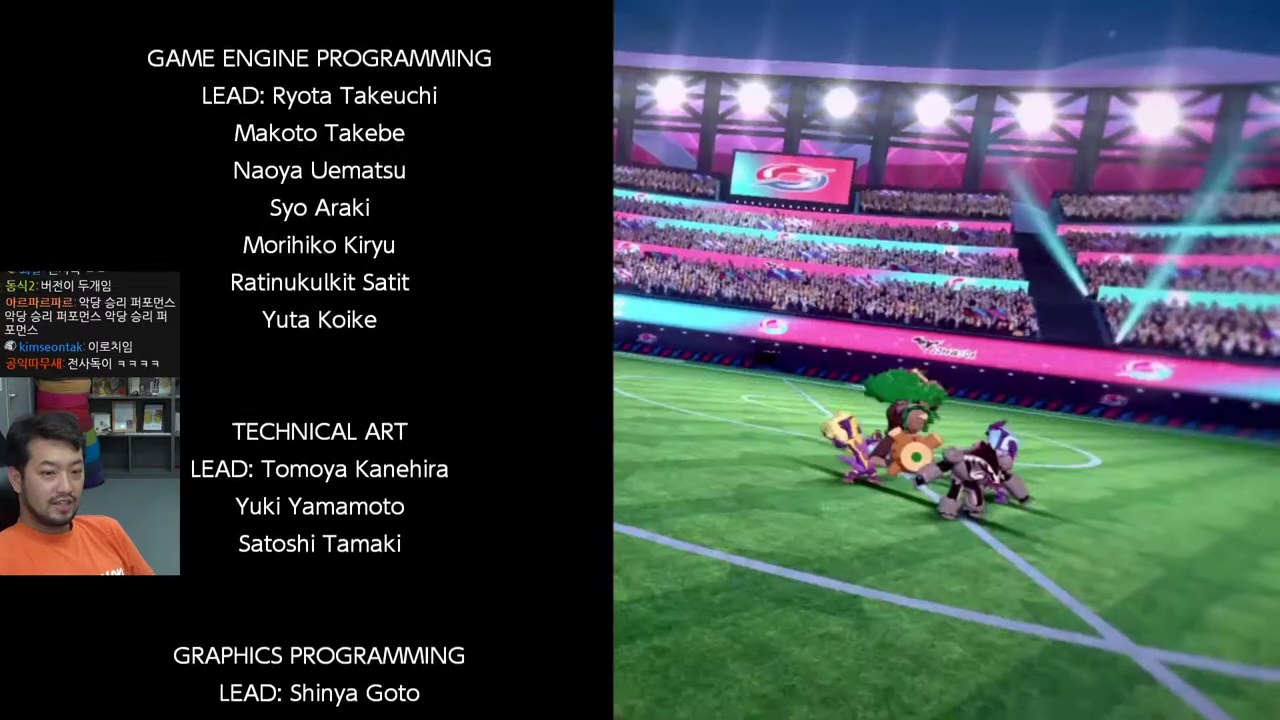 GAME ENGINE PROGRAMMING
LEAD: Ryota Takeuchi
Makoto Takebe
Naoya Uematsu
Syo Araki
Morihiko Kiryu
Ratinukulkit Satit
Yuta Koike
동식2: 버전이 두개임
아르파르파르: 악당 승리 퍼포먼스
악당 승리 퍼포먼스 악당 승리 퍼
포먼스
kimseontak: 이로치임
공익따무새: 전사독이 ㅋㅋㅋㅋ
TECHNICAL ART
LEAD: Tomoya Kanehira
Yuki Yamamoto
Satoshi Tamaki
GRAPHICS PROGRAMMING
LEAD: Shinya Goto